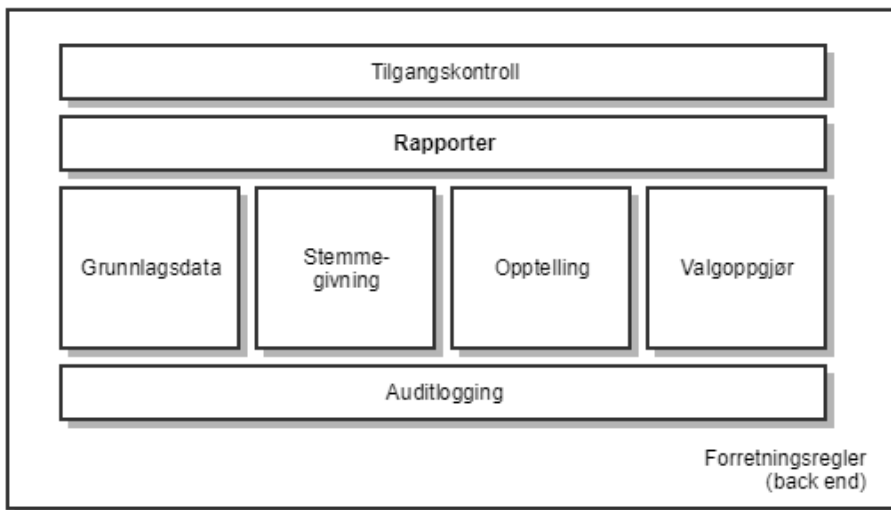 Tilgangskontroll
Rapporter
Grunnlagsdata
Stemme-
givning
Opptelling
Valgoppgjør
Auditlogging
Forretningsregler
(back end)